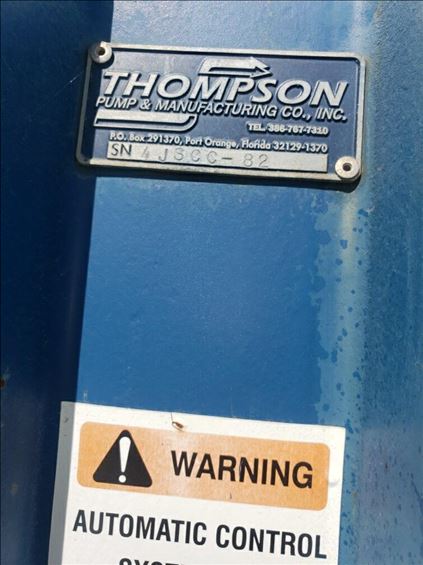 THOMPSON
PUMP & MANUFACTURING CO., INC.
TEL. 386-767-7310
P.O. Box 291370, Port Orange, Florida 32129-1370
SN 4JSCC-82
WARNING
AUTOMATIC CONTROL